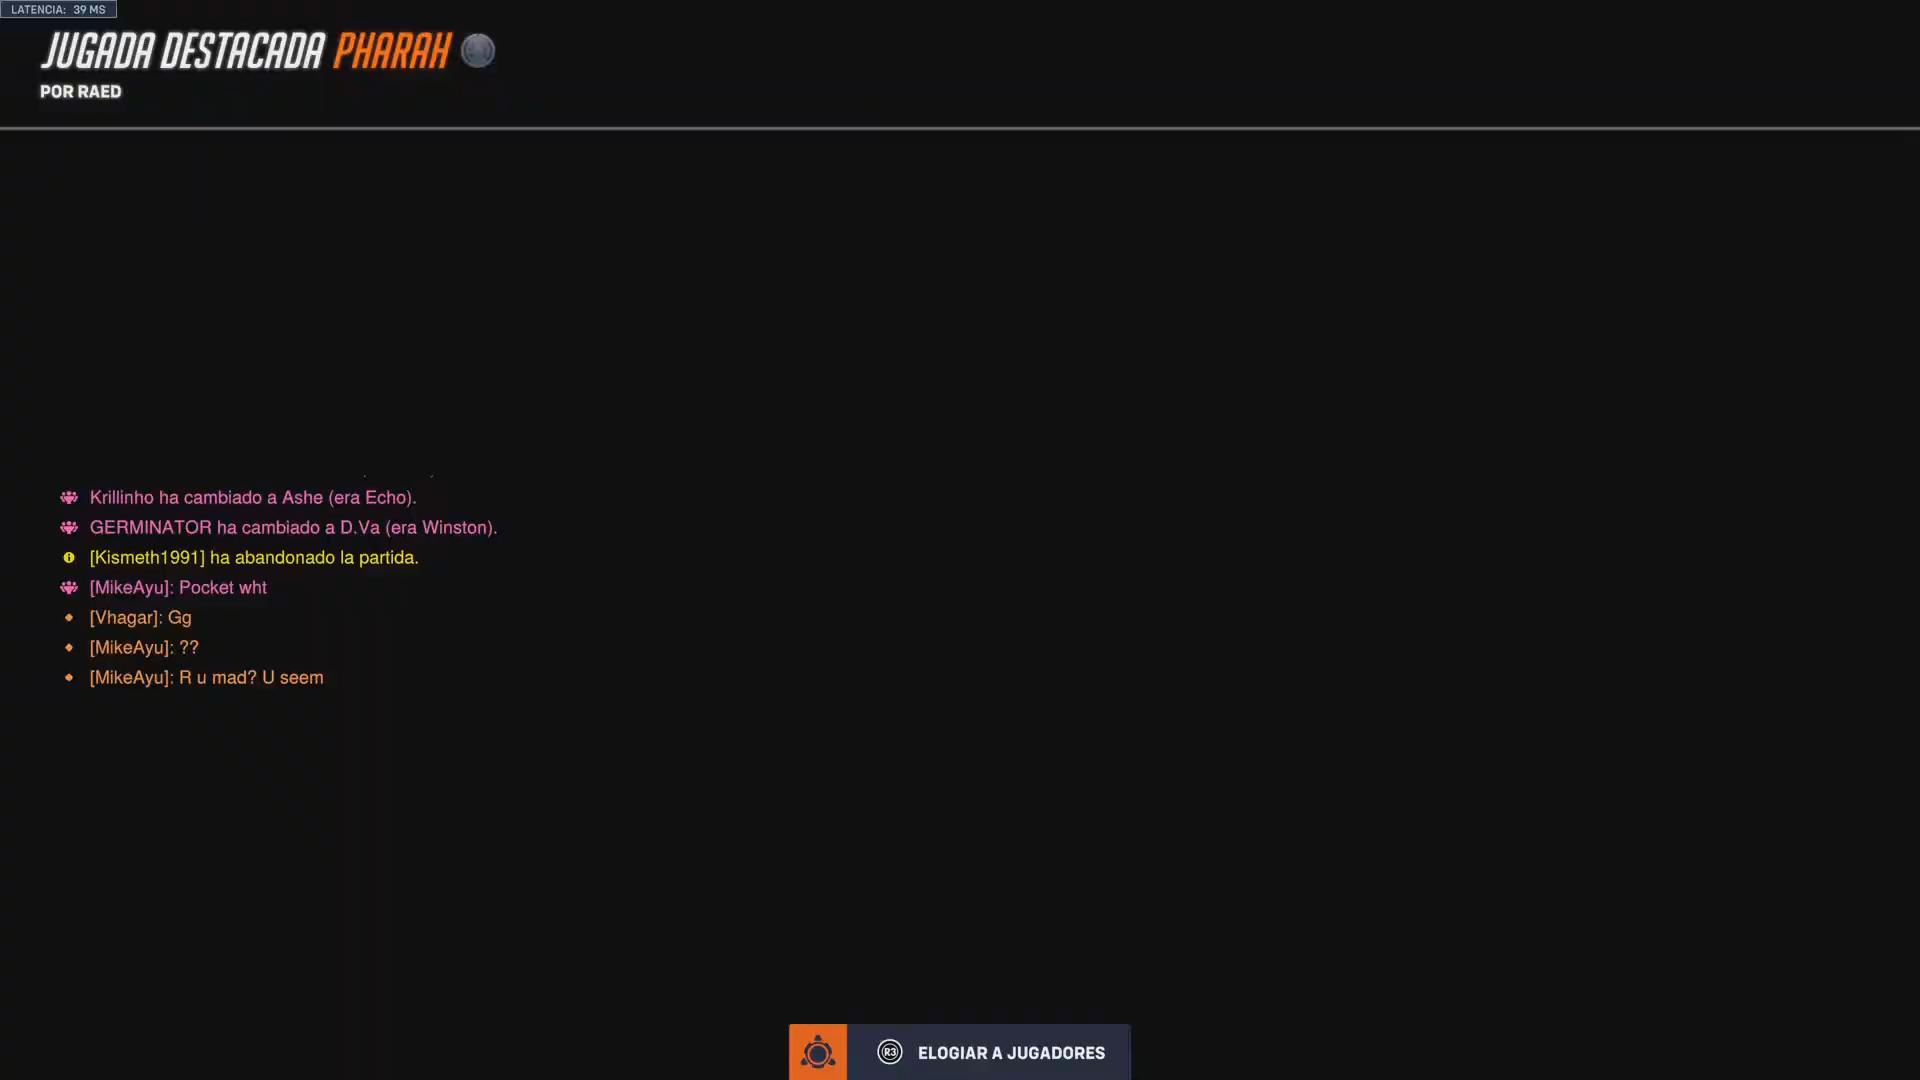 LATENCIA: 39 MS
JUGADA DESTACADA PHARAH
POR RAED
Krillinho ha cambiado a Ashe (era Echo).
GERMINATOR ha cambiado a D.Va (era Winston).
[Kismeth1991] ha abandonado la partida.
[MikeAyu]: Pocket wht
[Vhagar]: Gg
[MikeAyu]: ??
[MikeAyu]: R u mad? U seem
R3 ELOGIAR A JUGADORES